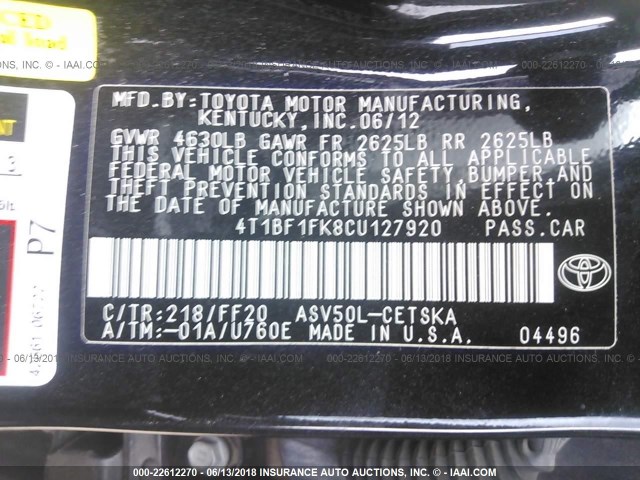 CED
MFD.BY:TOYOTA MOTOR MANUFACTURING,
KENTUCKY,INC.06/12
GVWR 4630LB GAWR FR 2625LB RR 2625LB
THIS VEHICLE CONFORMS TO ALL APPLICABLE
FEDERAL MOTOR VEHICLE SAFETY,BUMPER,AND
THEFT PREVENTION STANDARDS IN EFFECT ON
THE DATE OF MANUFACTURE SHOWN ABOVE.
4T1BF1FK8CU127920 PASS.CAR
C/TR:218/FF20 ASV50L-CETSKA
A/TM:-01A/U760E MADE IN U.S.A. 04496
P7
000-22612270 - 06/13/2018 INSURANCE AUTO AUCTIONS, INC. - © IAAI.COM